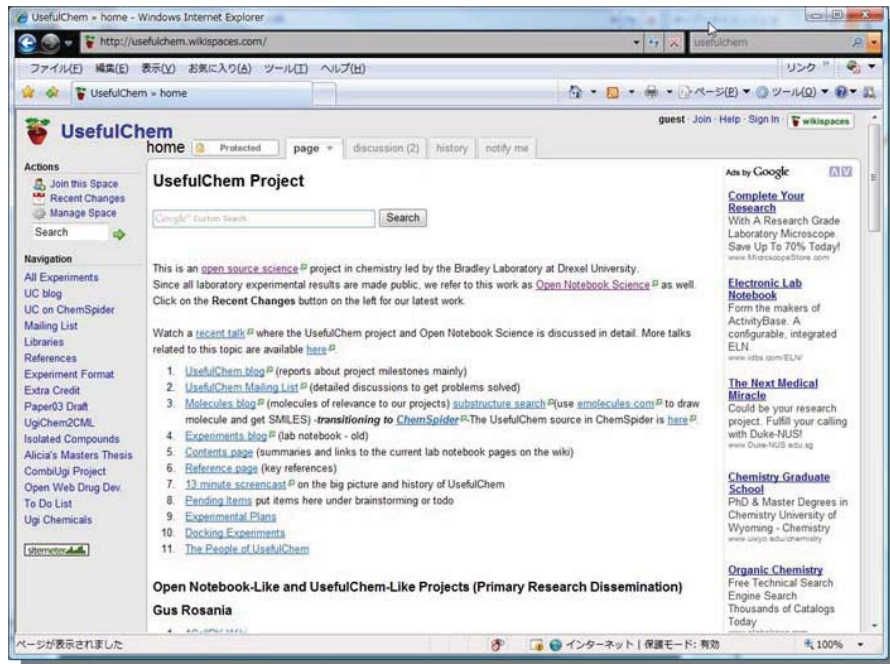 UsefulChem » home - Windows Internet Explorer
http://usefulchem.wikispaces.com/
usefulchem
ファイル(F) 編集(E) 表示(V) お気に入り(A) ツール(T) ヘルプ(H)
リンク »
UsefulChem » home
ページ(P) ツール(O)
guest · Join · Help · Sign In · wikispaces
UsefulChem
home Protected page discussion (2) history notify me
Actions
Join this Space
Recent Changes
Manage Space
Search
Navigation
All Experiments
UC blog
UC on ChemSpider
Mailing List
Libraries
References
Experiment Format
Extra Credit
Paper03 Draft
UgiChem2CML
Isolated Compounds
Alicia's Masters Thesis
CombiUgi Project
Open Web Drug Dev.
To Do List
Ugi Chemicals
sitemeter
UsefulChem Project
Google™ Custom Search Search
This is an open source science project in chemistry led by the Bradley Laboratory at Drexel University.
Since all laboratory experimental results are made public, we refer to this work as Open Notebook Science as well.
Click on the Recent Changes button on the left for our latest work.
Watch a recent talk where the UsefulChem project and Open Notebook Science is discussed in detail. More talks
related to this topic are available here.
1. UsefulChem blog (reports about project milestones mainly)
2. UsefulChem Mailing List (detailed discussions to get problems solved)
3. Molecules blog (molecules of relevance to our projects) substructure search (use emolecules.com to draw
molecule and get SMILES) -transitioning to ChemSpider-The UsefulChem source in ChemSpider is here.
4. Experiments blog (lab notebook - old)
5. Contents page (summaries and links to the current lab notebook pages on the wiki)
6. Reference page (key references)
7. 13 minute screencast on the big picture and history of UsefulChem
8. Pending Items put items here under brainstorming or todo
9. Experimental Plans
10. Docking Experiments
11. The People of UsefulChem
Open Notebook-Like and UsefulChem-Like Projects (Primary Research Dissemination)
Gus Rosania
Ads by Google
Complete Your
Research
With A Research Grade
Laboratory Microscope.
Save Up To 70% Today!
www.MicroscopeStore.com
Electronic Lab
Notebook
Form the makers of
ActivityBase. A
configurable, integrated
ELN.
www.idbs.com/ELN/
The Next Medical
Miracle
Could be your research
project. Fulfill your calling
with Duke-NUS!
www.Duke-NUS.edu.sg
Chemistry Graduate
School
PhD & Master Degrees in
Chemistry University of
Wyoming - Chemistry
www.uwyo.edu/chemistry
Organic Chemistry
Free Technical Search
Engine Search
Thousands of Catalogs
Today
ページが表示されました
インターネット | 保護モード: 有効
100%